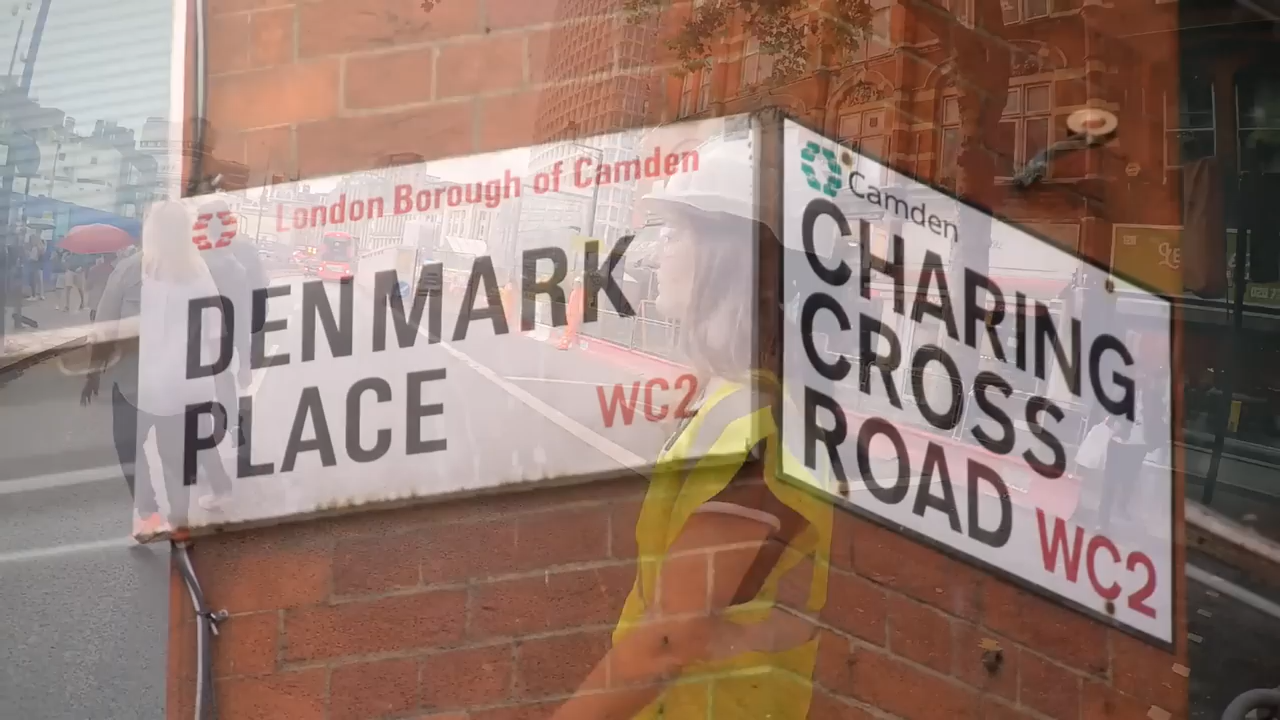 London Borough of Camden
DENMARK
PLACE
WC2
Camden
CHARING
CROSS
ROAD
WC2